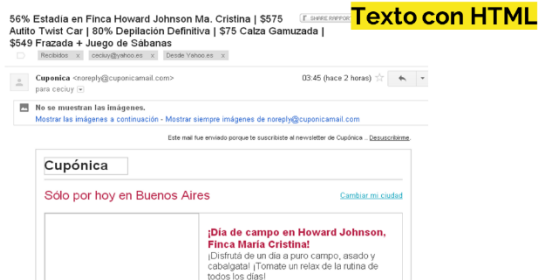 Texto con HTML
56% Estadía en Finca Howard Johnson Ma. Cristina | $575
Autito Twist Car | 80% Depilación Definitiva | $75 Calza Gamuzada |
$549 Frazada + Juego de Sábanas
Recibidos x ceciuy@yahoo.es x Desde Yahoo.es x
Cuponica <noreply@cuponicamail.com> 03:45 (hace 2 horas)
para ceciuy
No se muestran las imágenes.
Mostrar las imágenes a continuación - Mostrar siempre imágenes de noreply@cuponicamail.com
Este mail fue enviado porque te suscribiste al newsletter de Cupónica .. Desuscribirme.
Cupónica
Sólo por hoy en Buenos Aires Cambiar mi ciudad
¡Día de campo en Howard Johnson,
Finca María Cristina!
¡Disfrutá de un día a puro campo, asado y
cabalgata! ¡Tomate un relax de la rutina de
todos los días!